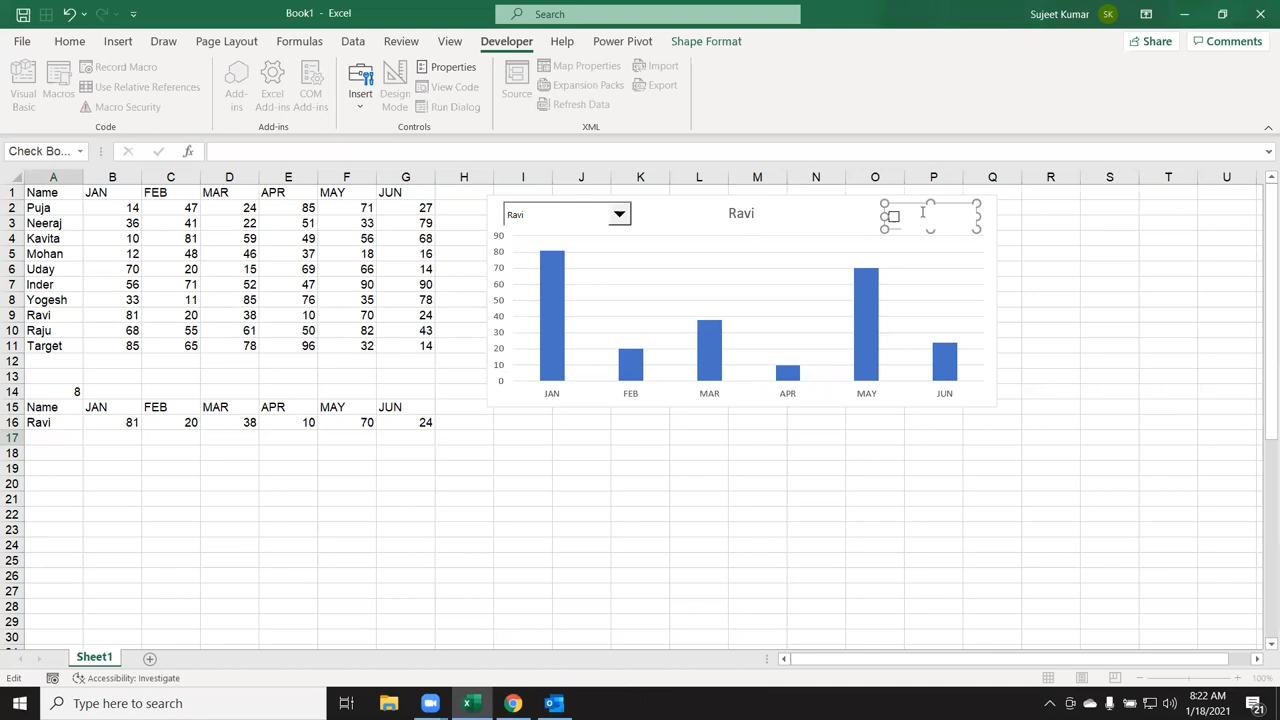 Book1 - Excel
Search
Sujeet Kumar
SK
File Home Insert Draw Page Layout Formulas Data Review View Developer Help Power Pivot Shape Format
Share
Comments
Visual Basic
Macros
Record Macro
Use Relative References
Macro Security
Code
Add-ins
Excel Add-ins
COM Add-ins
Add-ins
Insert
Design Mode
Properties
View Code
Run Dialog
Controls
Source
Map Properties
Expansion Packs
Refresh Data
Import
Export
XML
Check Bo...
fx
A B C D E F G H I J K L M N O P Q R S T U
1 Name JAN FEB MAR APR MAY JUN
2 Puja 14 47 24 85 71 27
3 Neeraj 36 41 22 51 33 79
4 Kavita 10 81 59 49 56 68
5 Mohan 12 48 46 37 18 16
6 Uday 70 20 15 69 66 14
7 Inder 56 71 52 47 90 90
8 Yogesh 33 11 85 76 35 78
9 Ravi 81 20 38 10 70 24
10 Raju 68 55 61 50 82 43
11 Target 85 65 78 96 32 14
12
13
14 8
15 Name JAN FEB MAR APR MAY JUN
16 Ravi 81 20 38 10 70 24
17
18
19
20
21
22
23
24
25
26
27
28
29
30
Ravi
Ravi
90
80
70
60
50
40
30
20
10
0
JAN FEB MAR APR MAY JUN
Sheet1
Edit
Accessibility: Investigate
100%
Type here to search
8:22 AM
1/18/2021
21